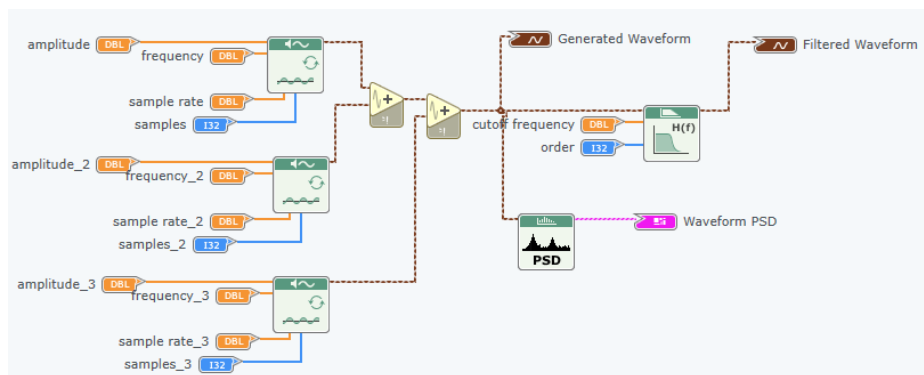 amplitude DBL
frequency DBL
sample rate DBL
samples I32
amplitude_2 DBL
frequency_2 DBL
sample rate_2 DBL
samples_2 I32
amplitude_3 DBL
frequency_3 DBL
sample rate_3 DBL
samples_3 I32
Generated Waveform
Filtered Waveform
cutoff frequency DBL
order I32
H(f)
PSD
Waveform PSD